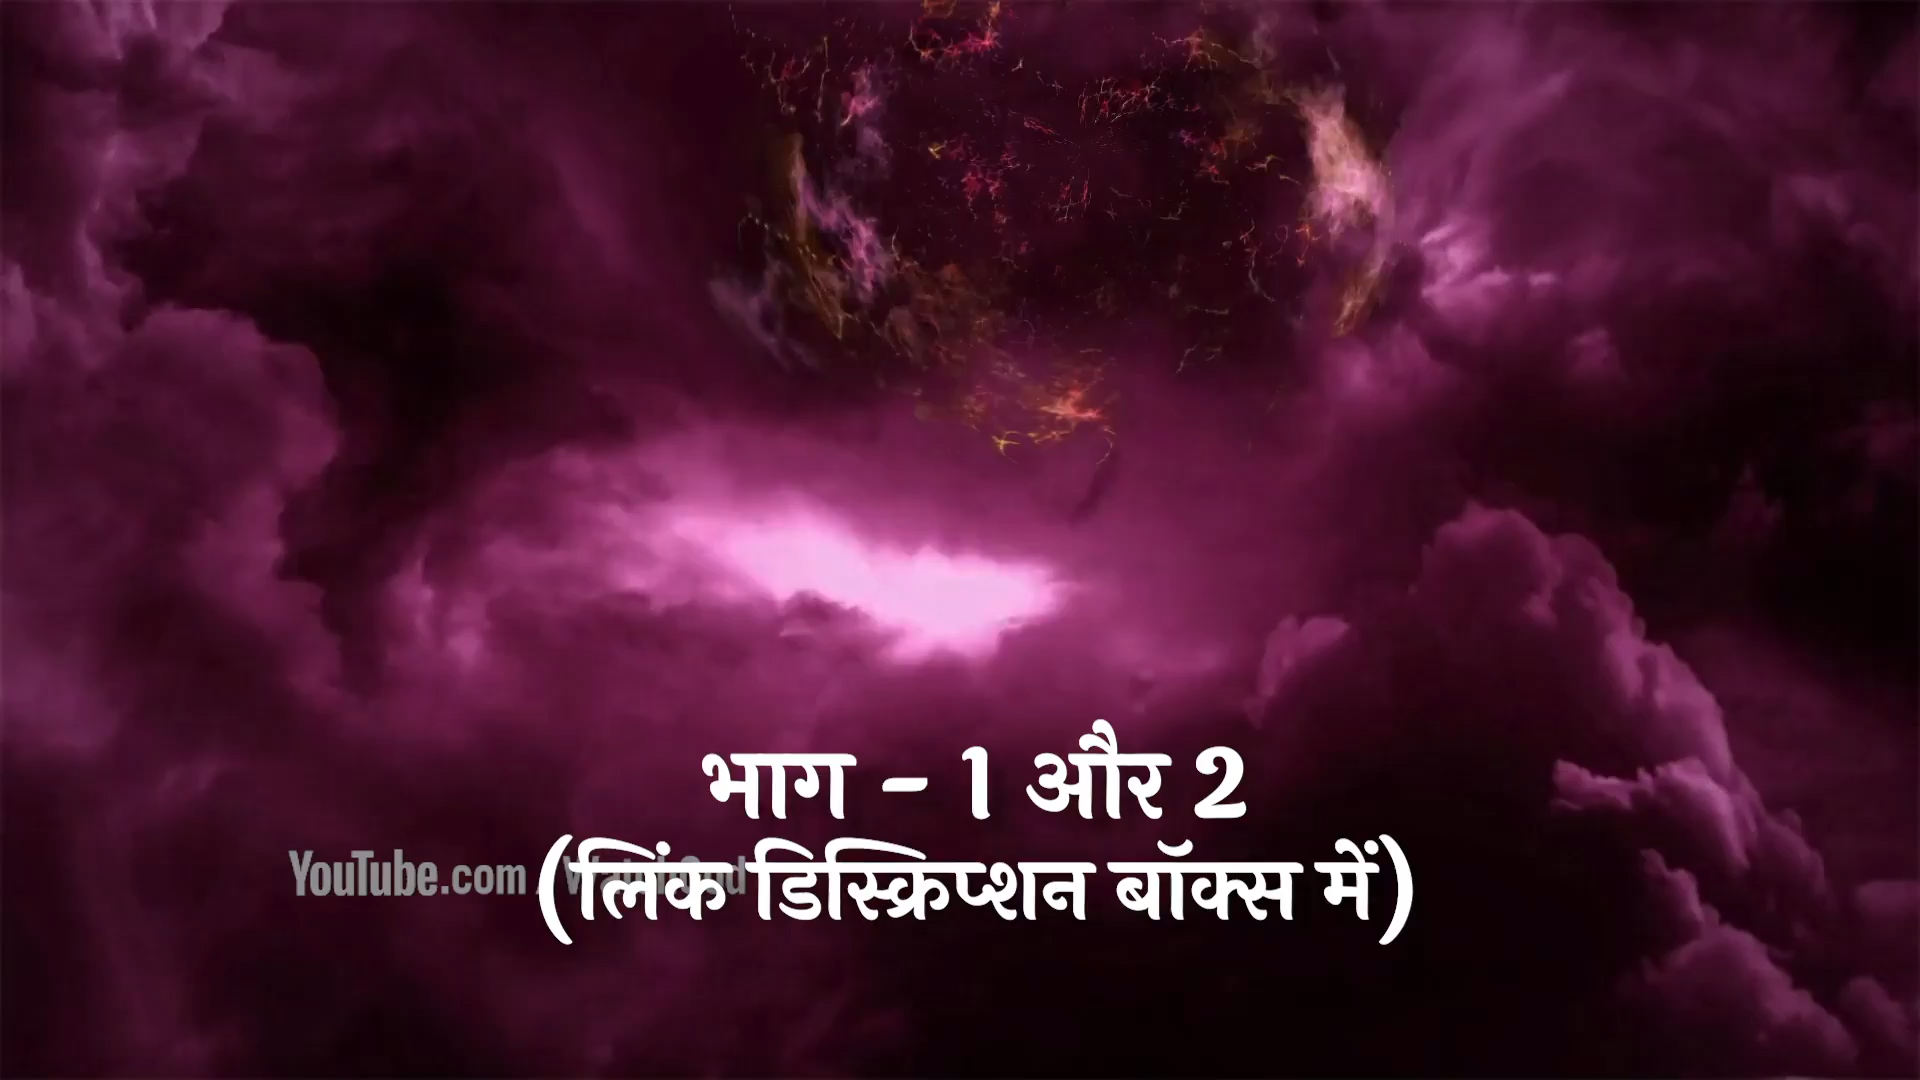 भाग - 1 और 2
(लिंक डिस्क्रिप्शन बॉक्स में)
YouTube.com /